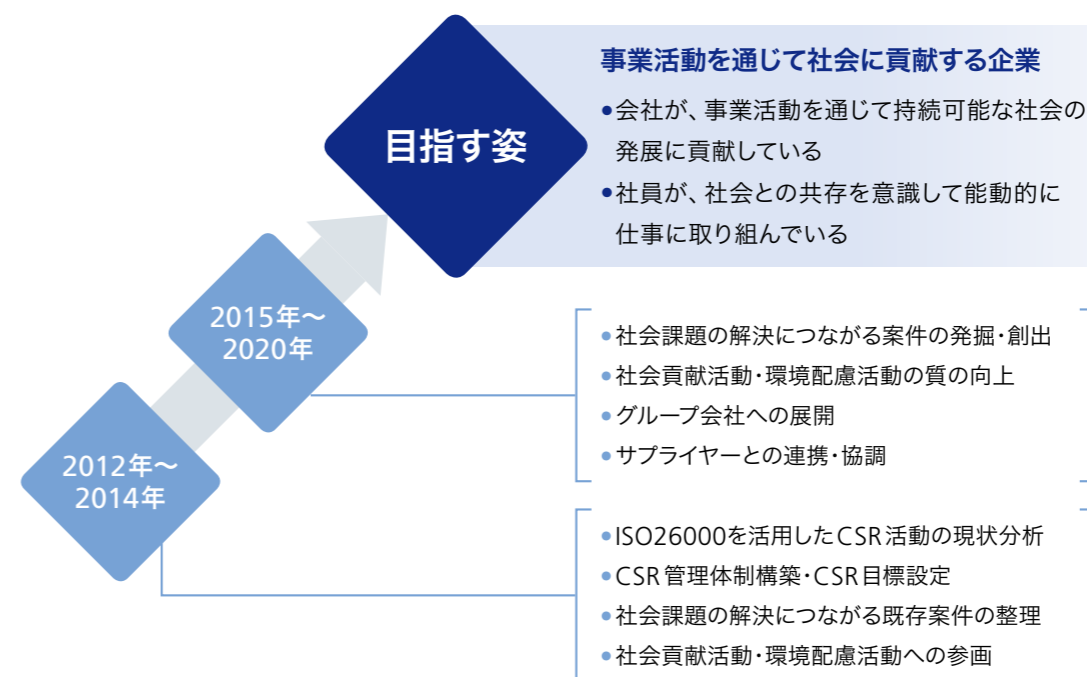 目指す姿
事業活動を通じて社会に貢献する企業
●会社が、事業活動を通じて持続可能な社会の
発展に貢献している
●社員が、社会との共存を意識して能動的に
仕事に取り組んでいる
2015年～
2020年
●社会課題の解決につながる案件の発掘・創出
●社会貢献活動・環境配慮活動の質の向上
●グループ会社への展開
●サプライヤーとの連携・協調
2012年～
2014年
●ISO26000を活用したCSR活動の現状分析
●CSR管理体制構築・CSR目標設定
●社会課題の解決につながる既存案件の整理
●社会貢献活動・環境配慮活動への参画